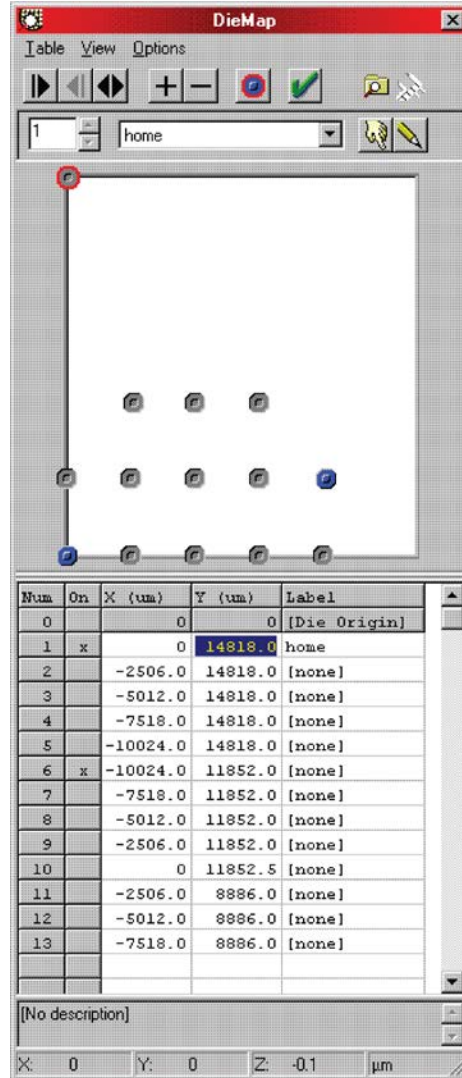 DieMap
Table View Options
1 home
Num On X (um) Y (um) Label
0 0 0 [Die Origin]
1 x 0 14818.0 home
2 -2506.0 14818.0 [none]
3 -5012.0 14818.0 [none]
4 -7518.0 14818.0 [none]
5 -10024.0 14818.0 [none]
6 x -10024.0 11852.0 [none]
7 -7518.0 11852.0 [none]
8 -5012.0 11852.0 [none]
9 -2506.0 11852.0 [none]
10 0 11852.5 [none]
11 -2506.0 8886.0 [none]
12 -5012.0 8886.0 [none]
13 -7518.0 8886.0 [none]
[No description]
X: 0 Y: 0 Z: -0.1 µm